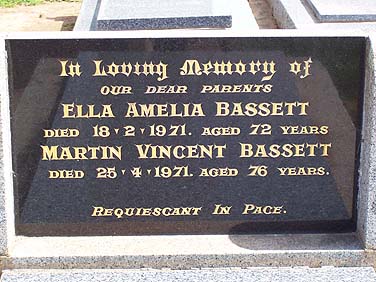 In Loving Memory of
OUR DEAR PARENTS
ELLA AMELIA BASSETT
DIED 18·2·1971. AGED 72 YEARS
MARTIN VINCENT BASSETT
DIED 25·4·1971. AGED 76 YEARS.
REQUIESCANT IN PACE.